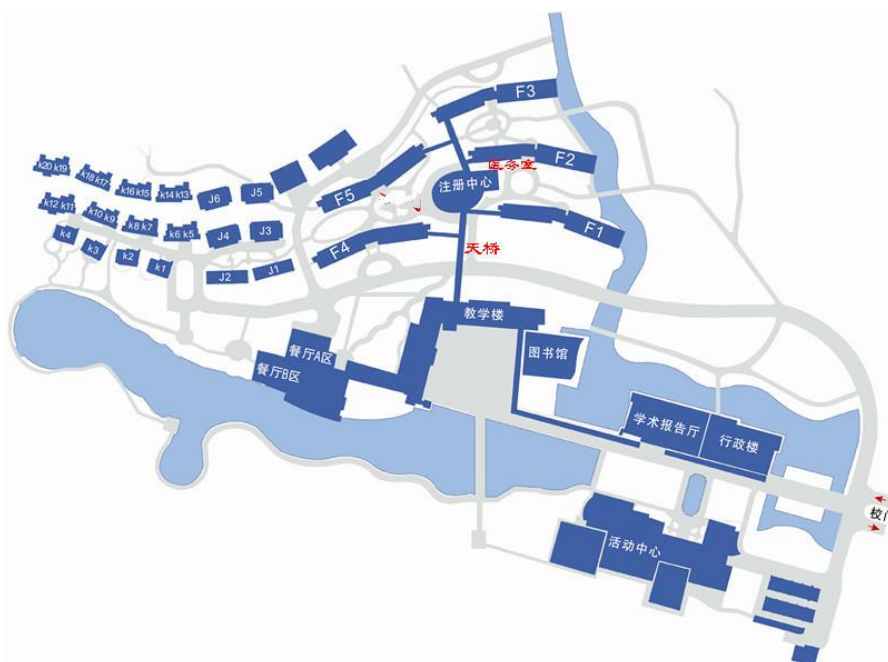 F3
医务室
F2
注册中心
F5
F1
天桥
F4
k20 k19
k18 k17
k16 k15
k14 k13
J6
J5
k12 k11
k10 k9
k8 k7
k6 k5
J4
J3
k4
k3
k2
k1
J2
J1
教学楼
图书馆
餐厅A区
餐厅B区
学术报告厅
行政楼
校门
活动中心